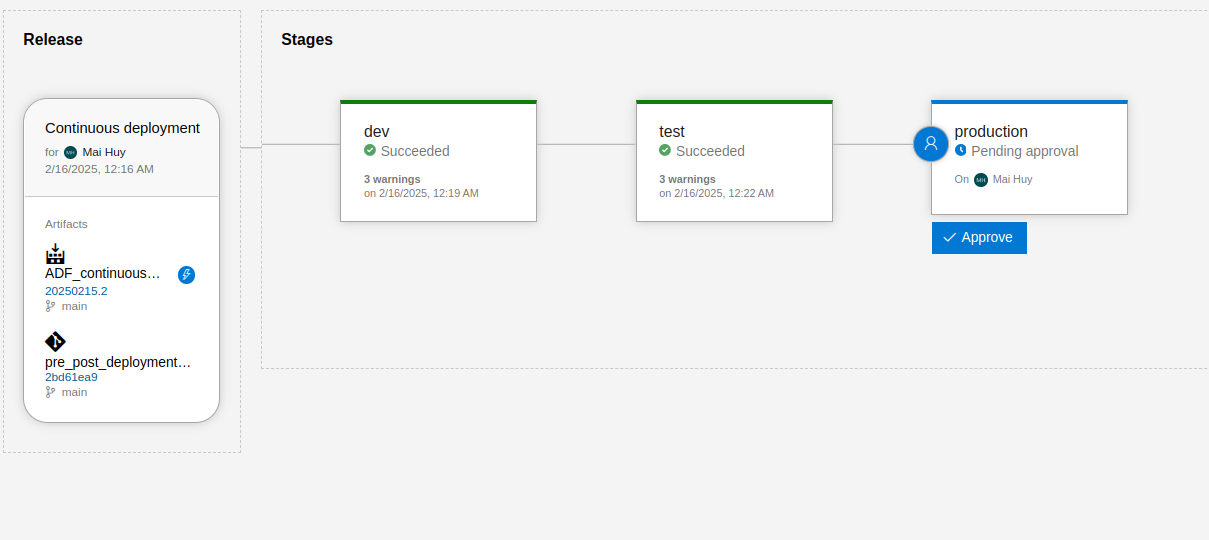 Release
Continuous deployment
for MH Mai Huy
2/16/2025, 12:16 AM
Artifacts
ADF_continuous...
20250215.2
main
pre_post_deployment...
2bd61ea9
main
Stages
dev
Succeeded
3 warnings
on 2/16/2025, 12:19 AM
test
Succeeded
3 warnings
on 2/16/2025, 12:22 AM
production
Pending approval
On MH Mai Huy
Approve